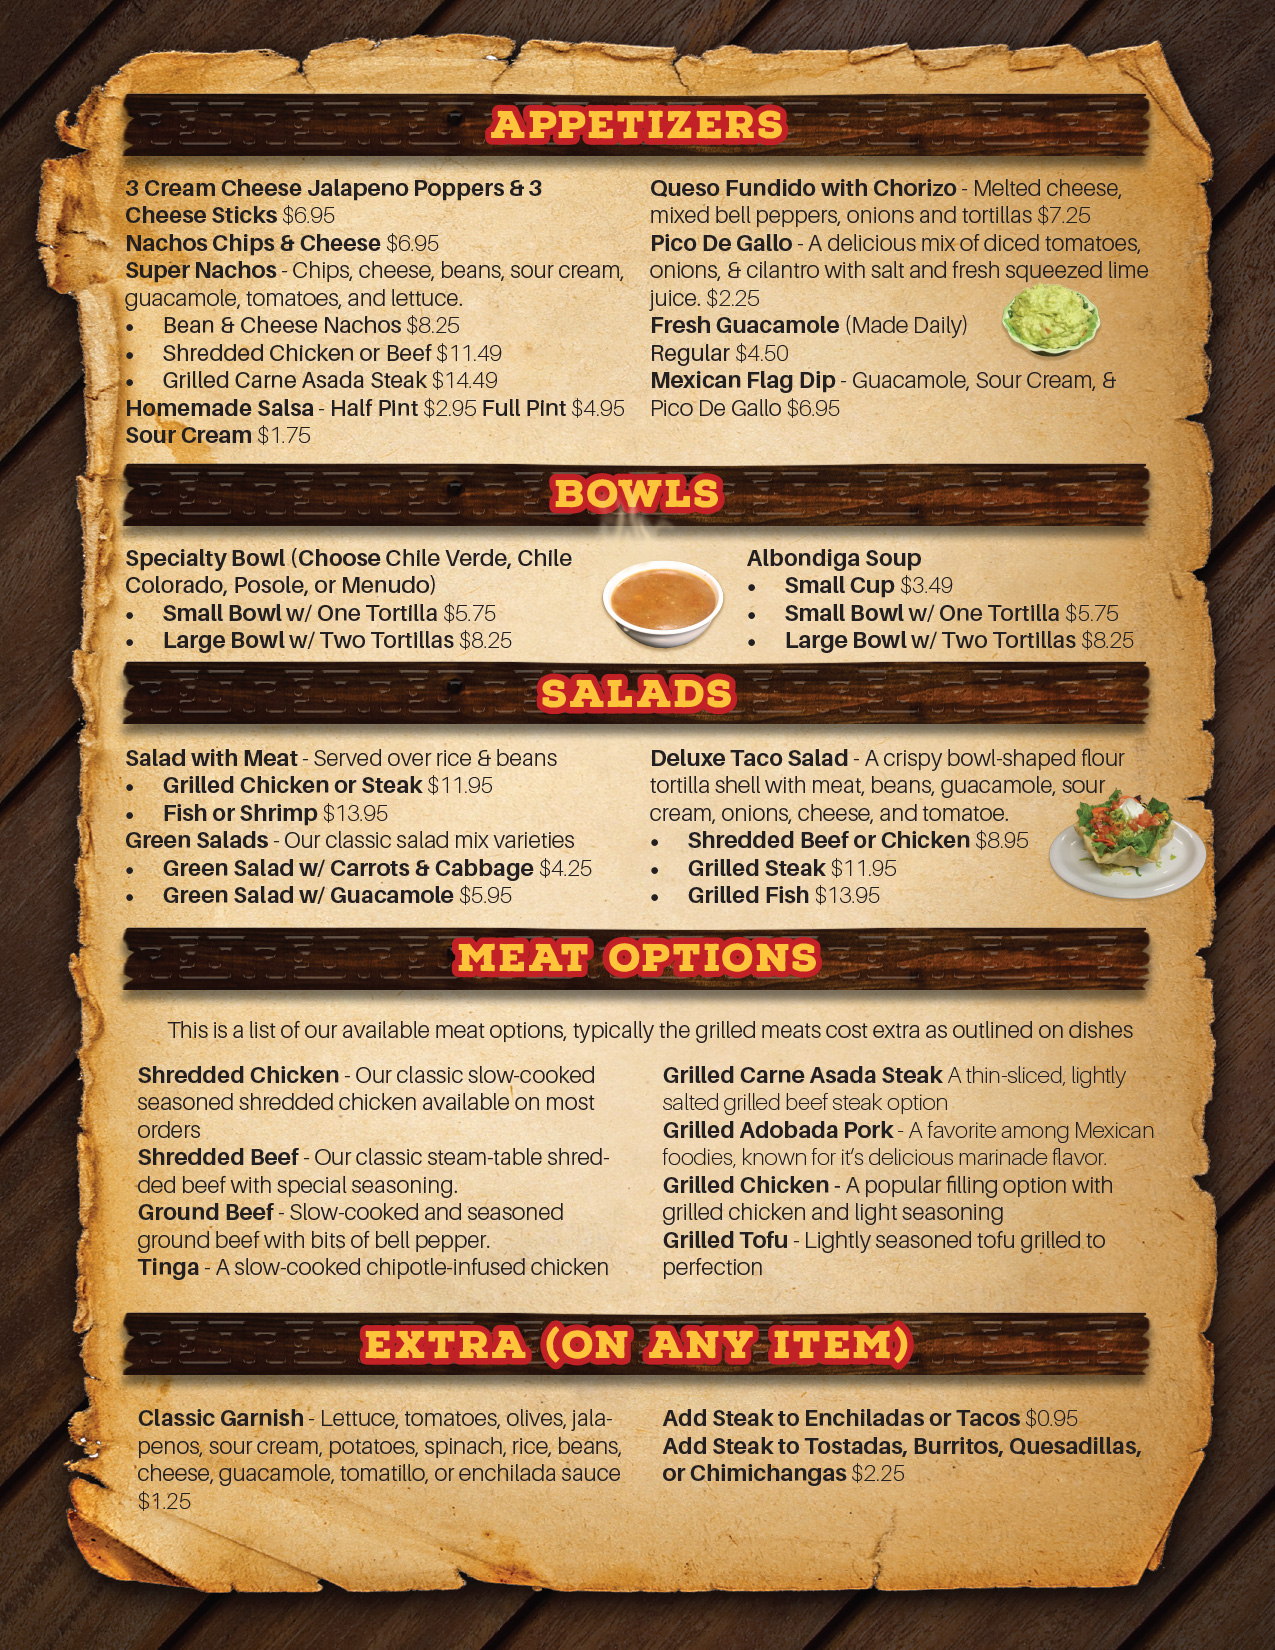 APPETIZERS
3 Cream Cheese Jalapeno Poppers & 3
Cheese Sticks $6.95
Nachos Chips & Cheese $6.95
Super Nachos - Chips, cheese, beans, sour cream,
guacamole, tomatoes, and lettuce.
• Bean & Cheese Nachos $8.25
• Shredded Chicken or Beef $11.49
• Grilled Carne Asada Steak $14.49
Homemade Salsa - Half Pint $2.95 Full Pint $4.95
Sour Cream $1.75
Queso Fundido with Chorizo - Melted cheese,
mixed bell peppers, onions and tortillas $7.25
Pico De Gallo - A delicious mix of diced tomatoes,
onions, & cilantro with salt and fresh squeezed lime
juice. $2.25
Fresh Guacamole (Made Daily)
Regular $4.50
Mexican Flag Dip - Guacamole, Sour Cream, &
Pico De Gallo $6.95
BOWLS
Specialty Bowl (Choose Chile Verde, Chile
Colorado, Posole, or Menudo)
• Small Bowl w/ One Tortilla $5.75
• Large Bowl w/ Two Tortillas $8.25
Albondiga Soup
• Small Cup $3.49
• Small Bowl w/ One Tortilla $5.75
• Large Bowl w/ Two Tortillas $8.25
SALADS
Salad with Meat - Served over rice & beans
• Grilled Chicken or Steak $11.95
• Fish or Shrimp $13.95
Green Salads - Our classic salad mix varieties
• Green Salad w/ Carrots & Cabbage $4.25
• Green Salad w/ Guacamole $5.95
Deluxe Taco Salad - A crispy bowl-shaped flour
tortilla shell with meat, beans, guacamole, sour
cream, onions, cheese, and tomatoe.
• Shredded Beef or Chicken $8.95
• Grilled Steak $11.95
• Grilled Fish $13.95
MEAT OPTIONS
This is a list of our available meat options, typically the grilled meats cost extra as outlined on dishes
Shredded Chicken - Our classic slow-cooked
seasoned shredded chicken available on most
orders
Shredded Beef - Our classic steam-table shred-
ded beef with special seasoning.
Ground Beef - Slow-cooked and seasoned
ground beef with bits of bell pepper.
Tinga - A slow-cooked chipotle-infused chicken
Grilled Carne Asada Steak A thin-sliced, lightly
salted grilled beef steak option
Grilled Adobada Pork - A favorite among Mexican
foodies, known for it's delicious marinade flavor.
Grilled Chicken - A popular filling option with
grilled chicken and light seasoning
Grilled Tofu - Lightly seasoned tofu grilled to
perfection
EXTRA (ON ANY ITEM)
Classic Garnish - Lettuce, tomatoes, olives, jala-
penos, sour cream, potatoes, spinach, rice, beans,
cheese, guacamole, tomatillo, or enchilada sauce
$1.25
Add Steak to Enchiladas or Tacos $0.95
Add Steak to Tostadas, Burritos, Quesadillas,
or Chimichangas $2.25